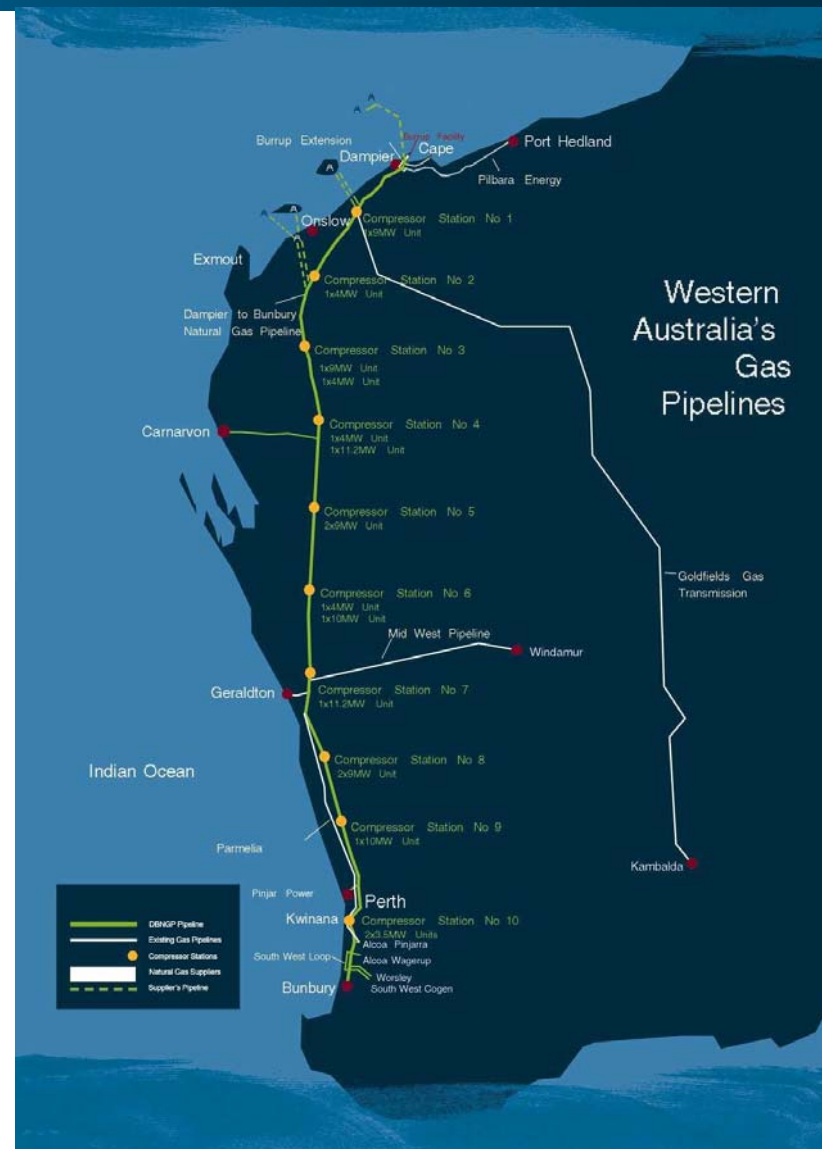 Burrup Extension
Burrup Facility
Cape
Dampier
Port Hedland
Pilbara Energy
Compressor Station No 1
1x9MW Unit
Onslow
Exmout
Compressor Station No 2
1x4MW Unit
Dampier to Bunbury
Natural Gas Pipeline
Western
Australia's
Gas
Pipelines
Compressor Station No 3
1x9MW Unit
1x4MW Unit
Carnarvon
Compressor Station No 4
1x4MW Unit
1x11.2MW Unit
Compressor Station No 5
2x9MW Unit
Goldfields Gas
Transmission
Compressor Station No 6
1x4MW Unit
1x10MW Unit
Mid West Pipeline
Windamur
Geraldton
Compressor Station No 7
1x11.2MW Unit
Indian Ocean
Compressor Station No 8
2x9MW Unit
Compressor Station No 9
1x10MW Unit
Parmelia
Kambalda
Pinjar Power
Perth
Kwinana
Compressor Station No 10
2x3.5MW Units
Alcoa Pinjarra
South West Loop
Alcoa Wagerup
Worsley
South West Cogen
Bunbury
DBNGP Pipeline
Existing Gas Pipelines
Compressor Stations
Natural Gas Suppliers
Supplier's Pipeline